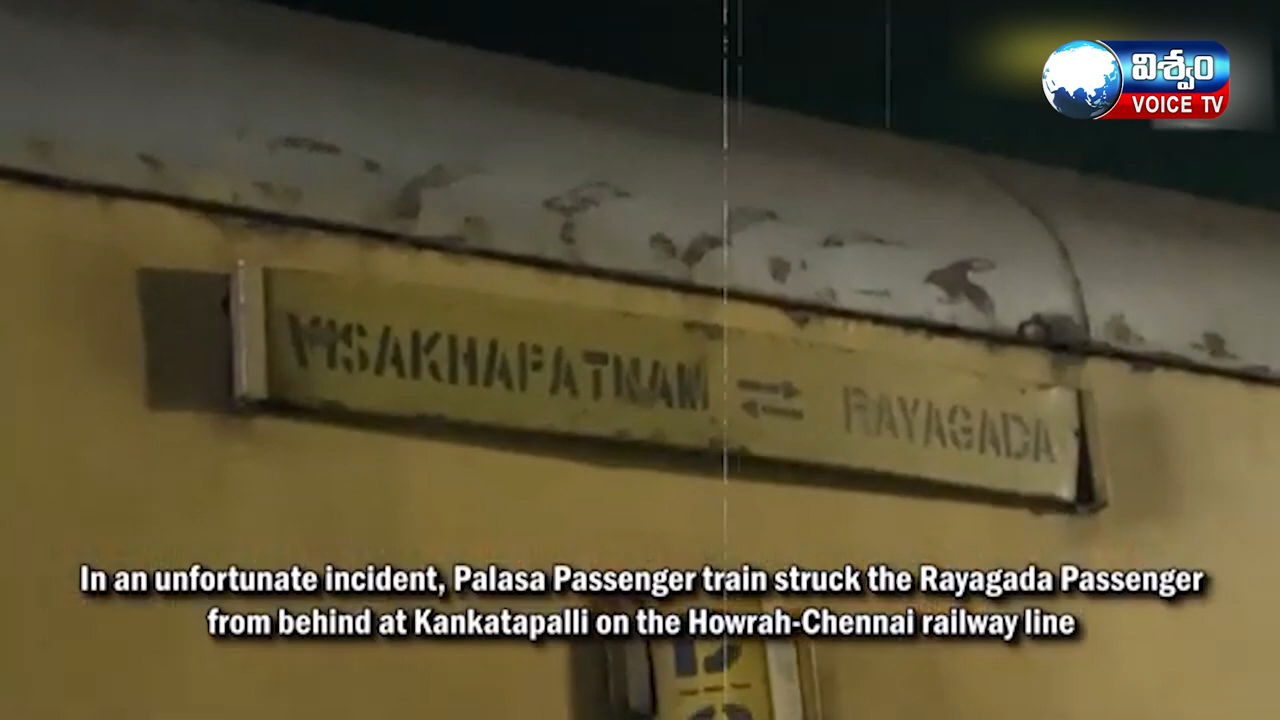 విశ్వం
VOICE TV
VISAKHAPATNAM ⇌ RAYAGADA
In an unfortunate incident, Palasa Passenger train struck the Rayagada Passenger
from behind at Kankatapalli on the Howrah-Chennai railway line